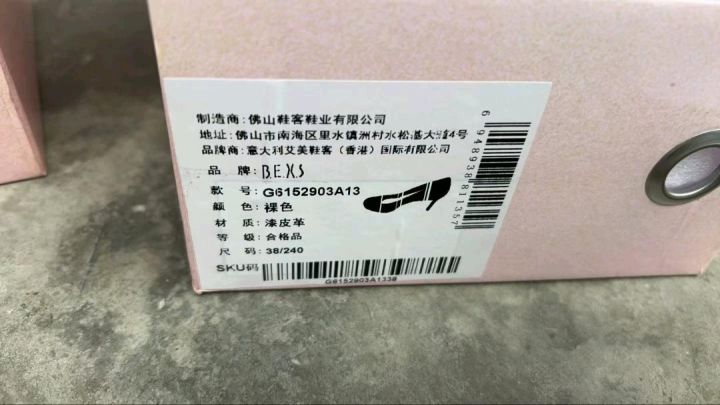 制造商:佛山鞋客鞋业有限公司
地址:佛山市南海区里水镇洲村水松基大道4号
品牌商:意大利艾美鞋客（香港）国际有限公司
品 牌:B.E.X.S
款 号:G6152903A13
颜 色:裸色
材 质:漆皮革
等 级:合格品
尺 码:38/240
SKU码
G6152903A1338
6948938811357